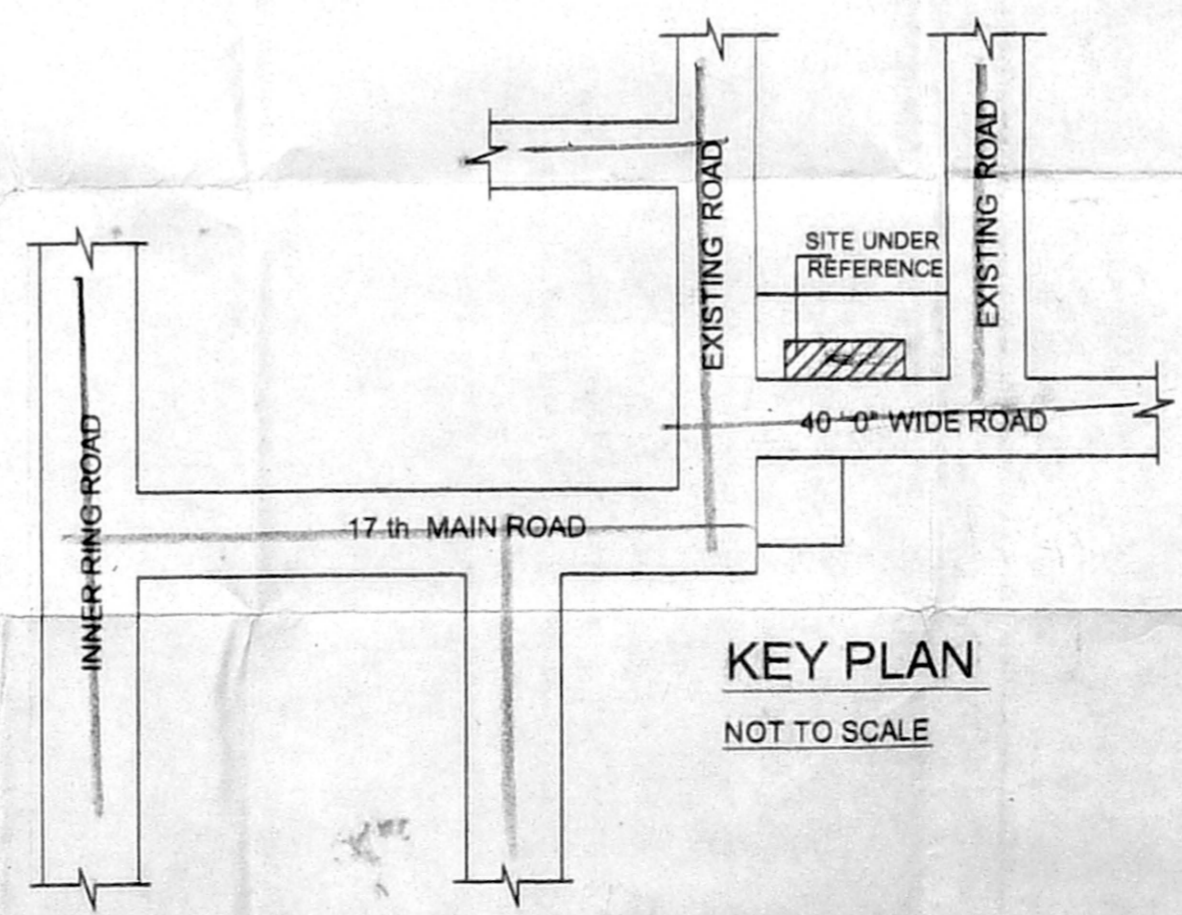 EXISTING ROAD
EXISTING ROAD
SITE UNDER
REFERENCE
40'-0" WIDE ROAD
INNER RING ROAD
17 th MAIN ROAD
KEY PLAN
NOT TO SCALE